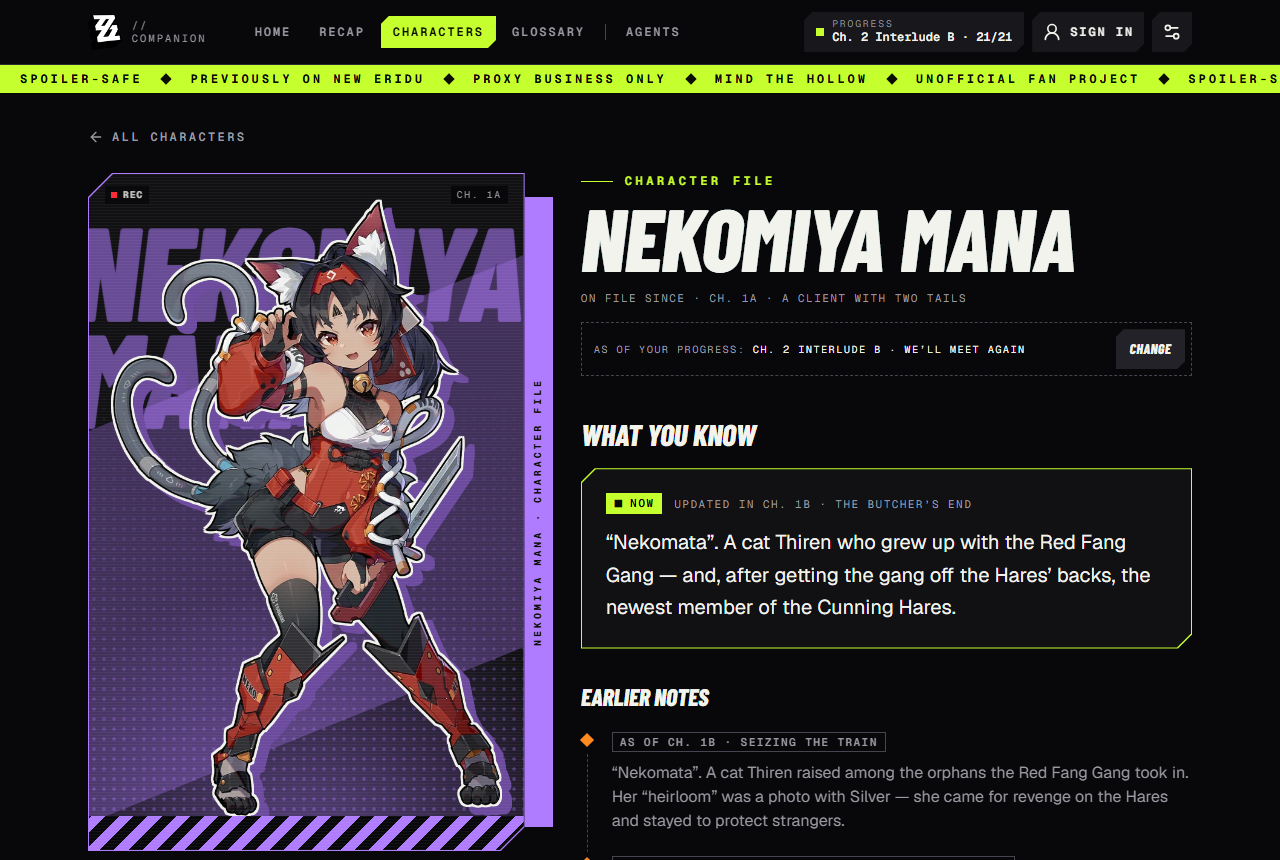 //
COMPANION
HOME
RECAP
CHARACTERS
GLOSSARY
AGENTS
PROGRESS
Ch. 2 Interlude B · 21/21
SIGN IN
SPOILER-SAFE ◆ PREVIOUSLY ON NEW ERIDU ◆ PROXY BUSINESS ONLY ◆ MIND THE HOLLOW ◆ UNOFFICIAL FAN PROJECT ◆ SPOILER-S
← ALL CHARACTERS
REC
CH. 1A
NEKOMIYA
MANA
NEKOMIYA MANA · CHARACTER FILE
CHARACTER FILE
NEKOMIYA MANA
ON FILE SINCE · CH. 1A · A CLIENT WITH TWO TAILS
AS OF YOUR PROGRESS: CH. 2 INTERLUDE B · WE’LL MEET AGAIN
CHANGE
WHAT YOU KNOW
NOW
UPDATED IN CH. 1B · THE BUTCHER’S END
“Nekomata”. A cat Thiren who grew up with the Red Fang
Gang — and, after getting the gang off the Hares’ backs, the
newest member of the Cunning Hares.
EARLIER NOTES
AS OF CH. 1B · SEIZING THE TRAIN
“Nekomata”. A cat Thiren raised among the orphans the Red Fang Gang took in.
Her “heirloom” was a photo with Silver — she came for revenge on the Hares
and stayed to protect strangers.